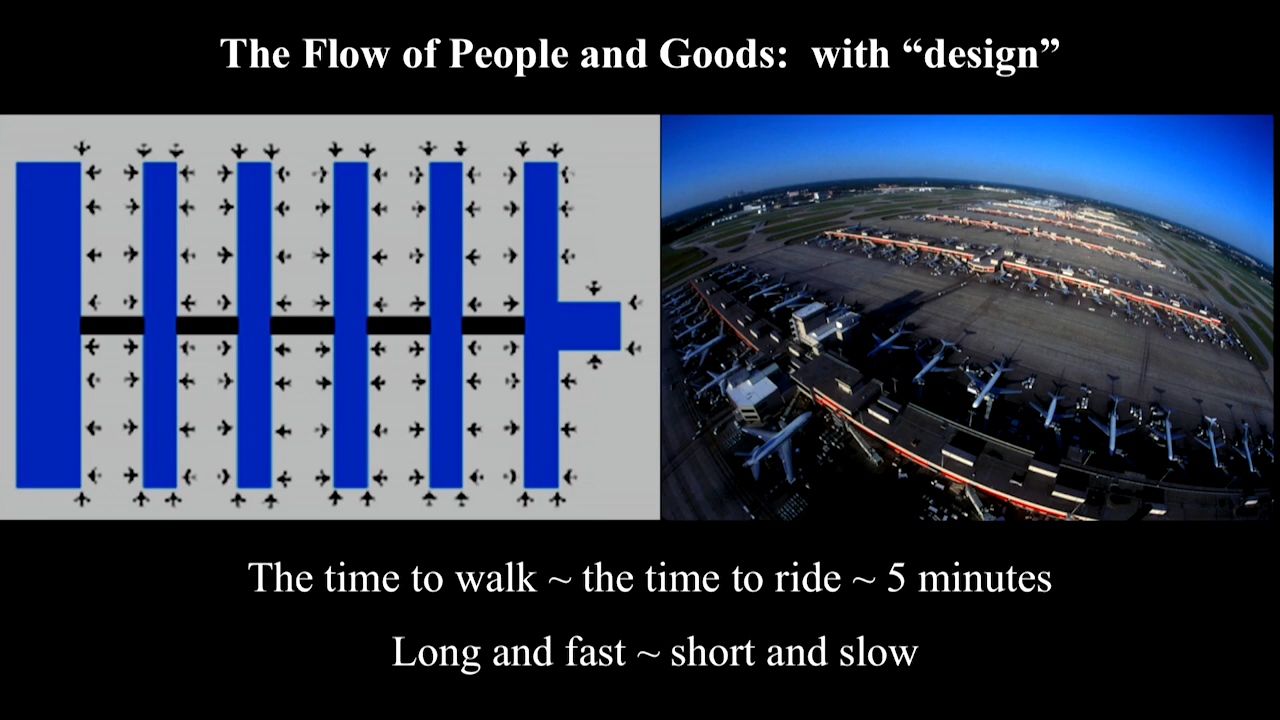 The Flow of People and Goods:  with “design”
The time to walk ~ the time to ride ~ 5 minutes
Long and fast ~ short and slow